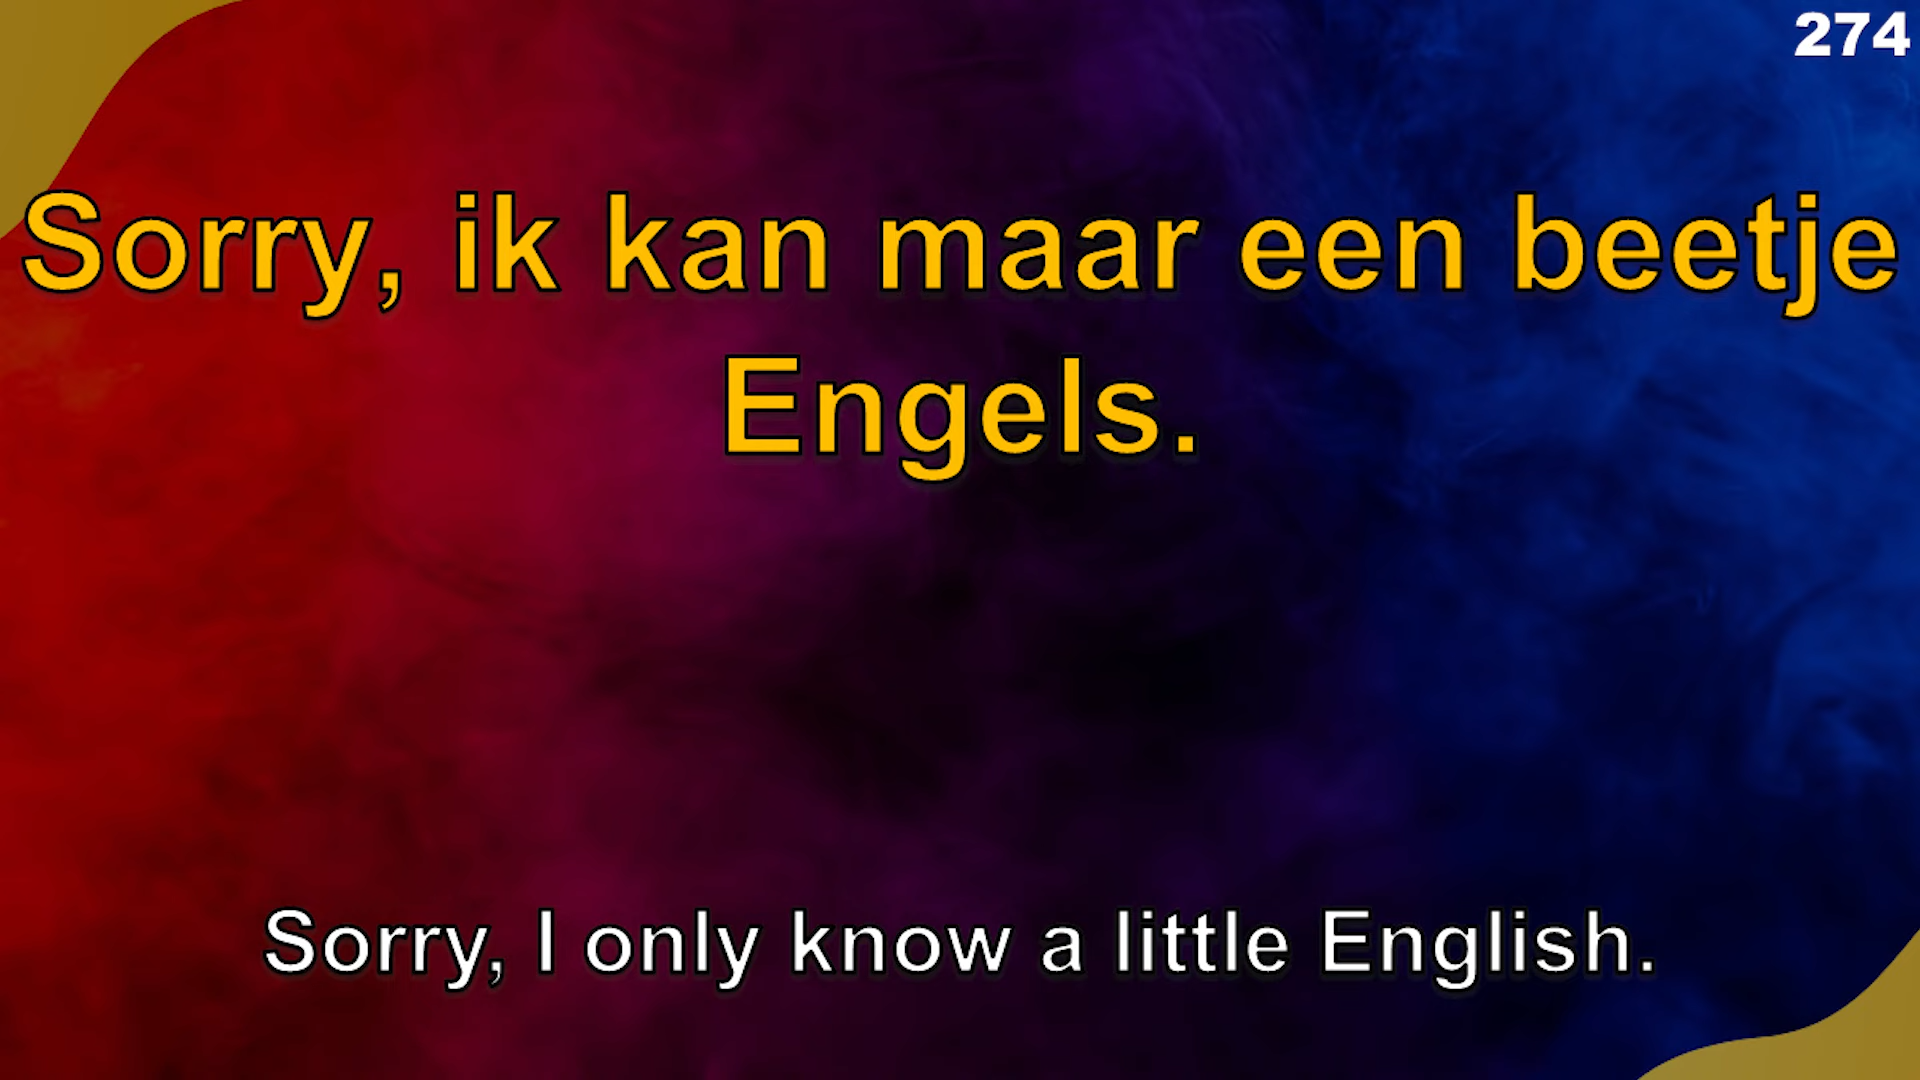 274
Sorry, ik kan maar een beetje
Engels.
Sorry, I only know a little English.